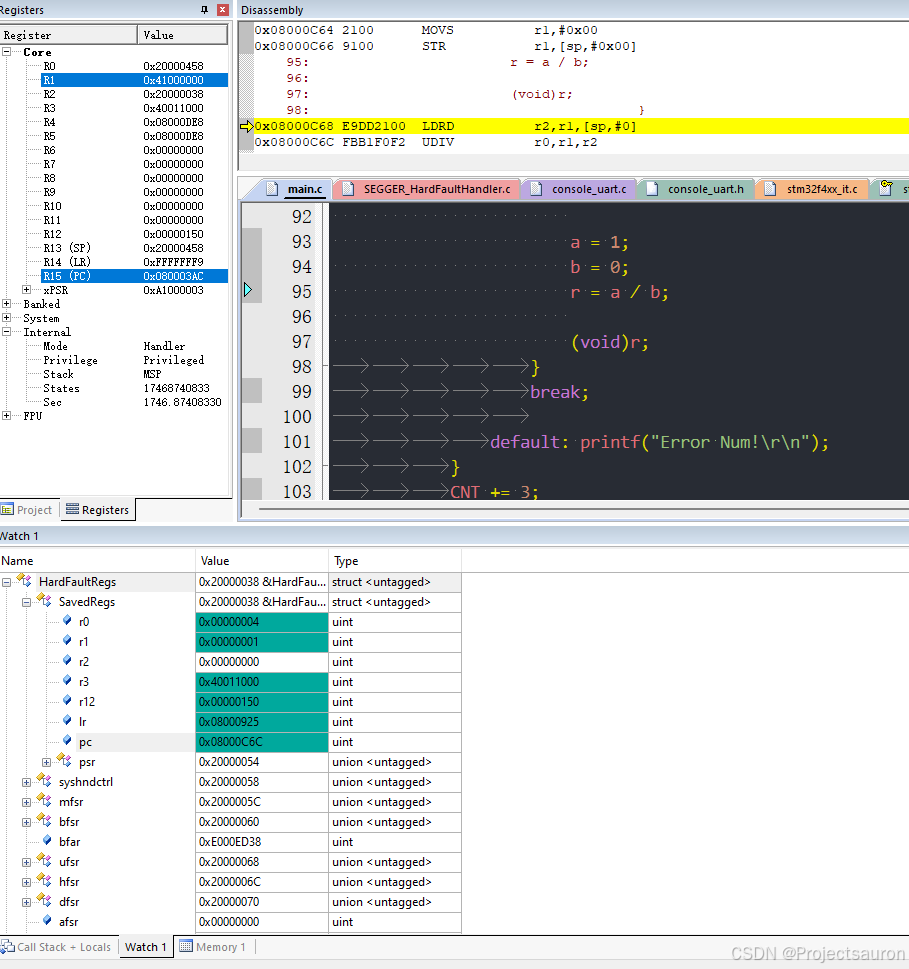 Registers
Register Value
Core
R0 0x20000458
R1 0x41000000
R2 0x20000038
R3 0x40011000
R4 0x08000DE8
R5 0x08000DE8
R6 0x00000000
R7 0x00000000
R8 0x00000000
R9 0x00000000
R10 0x00000000
R11 0x00000000
R12 0x00000150
R13 (SP) 0x20000458
R14 (LR) 0xFFFFFFF9
R15 (PC) 0x080003AC
xPSR 0xA1000003
Banked
System
Internal
Mode Handler
Privilege Privileged
Stack MSP
States 17468740833
Sec 1746.87408330
FPU
Project Registers
Disassembly
0x08000C64 2100 MOVS r1,#0x00
0x08000C66 9100 STR r1,[sp,#0x00]
95: r = a / b;
96:
97: (void)r;
98: }
0x08000C68 E9DD2100 LDRD r2,r1,[sp,#0]
0x08000C6C FBB1F0F2 UDIV r0,r1,r2
main.c SEGGER_HardFaultHandler.c console_uart.c console_uart.h stm32f4xx_it.c
92
93 a = 1;
94 b = 0;
95 r = a / b;
96
97 (void)r;
98 }
99 break;
100
101 default: printf("Error Num!\r\n");
102 }
103 CNT += 3;
Watch 1
Name Value Type
HardFaultRegs 0x20000038 &HardFau... struct <untagged>
SavedRegs 0x20000038 &HardFau... struct <untagged>
r0 0x00000004 uint
r1 0x00000001 uint
r2 0x00000000 uint
r3 0x40011000 uint
r12 0x00000150 uint
lr 0x08000925 uint
pc 0x08000C6C uint
psr 0x20000054 union <untagged>
syshndctrl 0x20000058 union <untagged>
mfsr 0x2000005C union <untagged>
bfsr 0x20000060 union <untagged>
bfar 0xE000ED38 uint
ufsr 0x20000068 union <untagged>
hfsr 0x2000006C union <untagged>
dfsr 0x20000070 union <untagged>
afsr 0x00000000 uint
Call Stack + Locals Watch 1 Memory 1
CSDN @Projectsauron